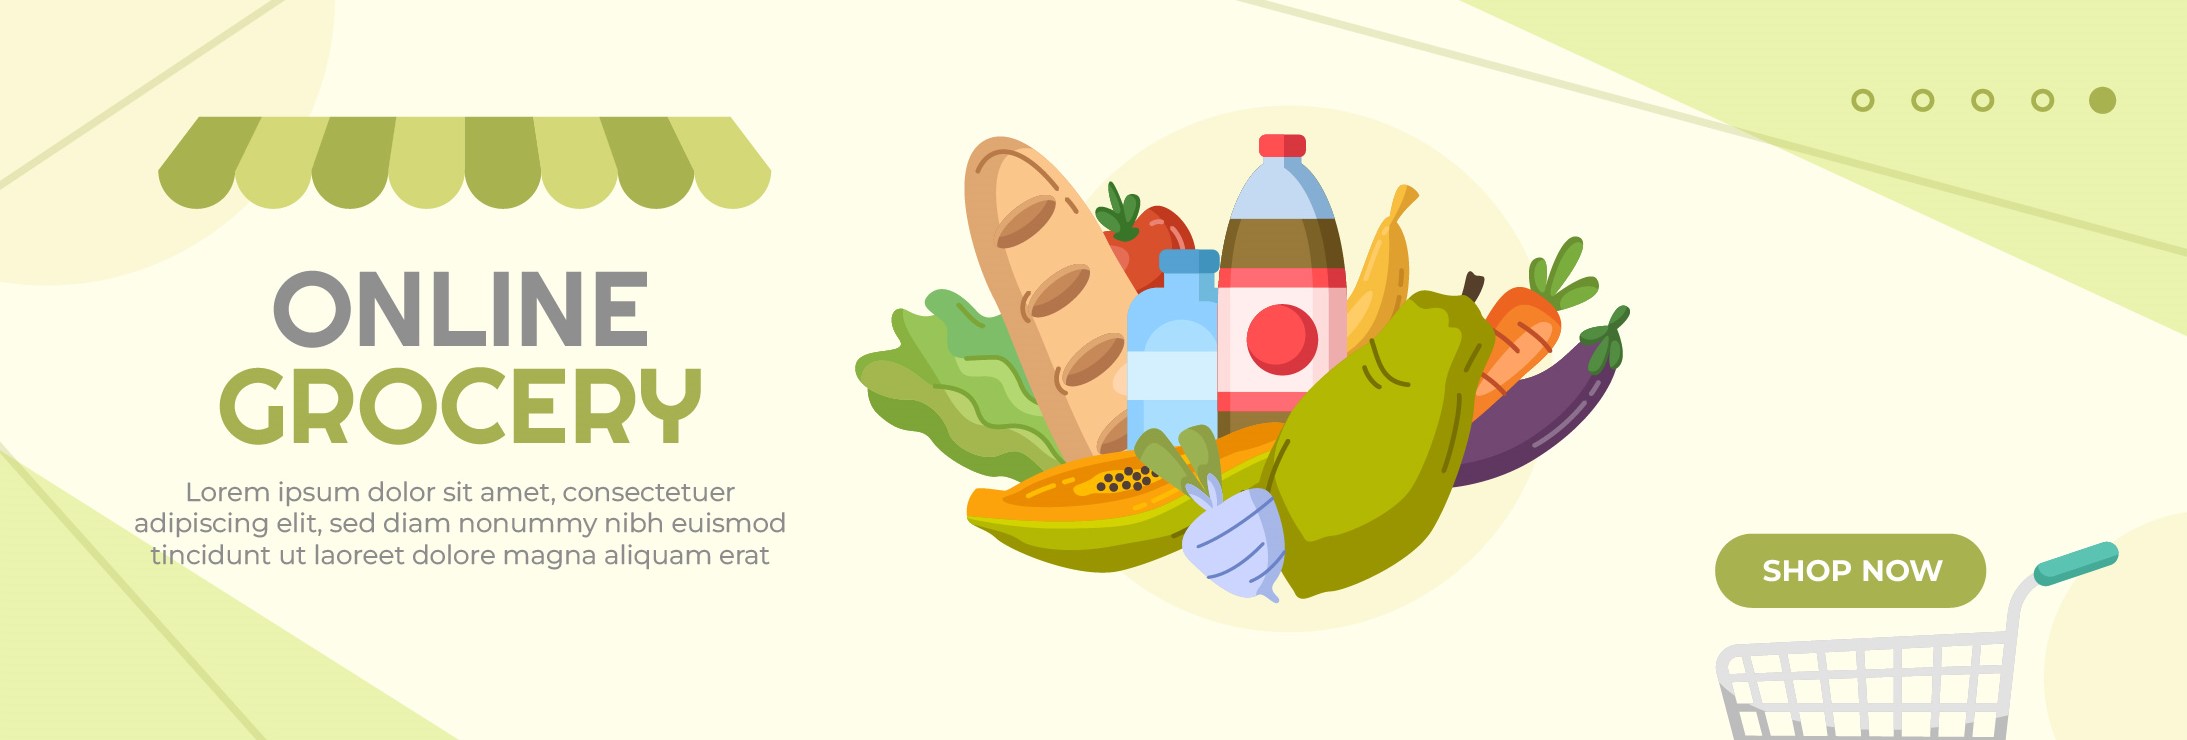 ONLINE
GROCERY
Lorem ipsum dolor sit amet, consectetuer
adipiscing elit, sed diam nonummy nibh euismod
tincidunt ut laoreet dolore magna aliquam erat
SHOP NOW